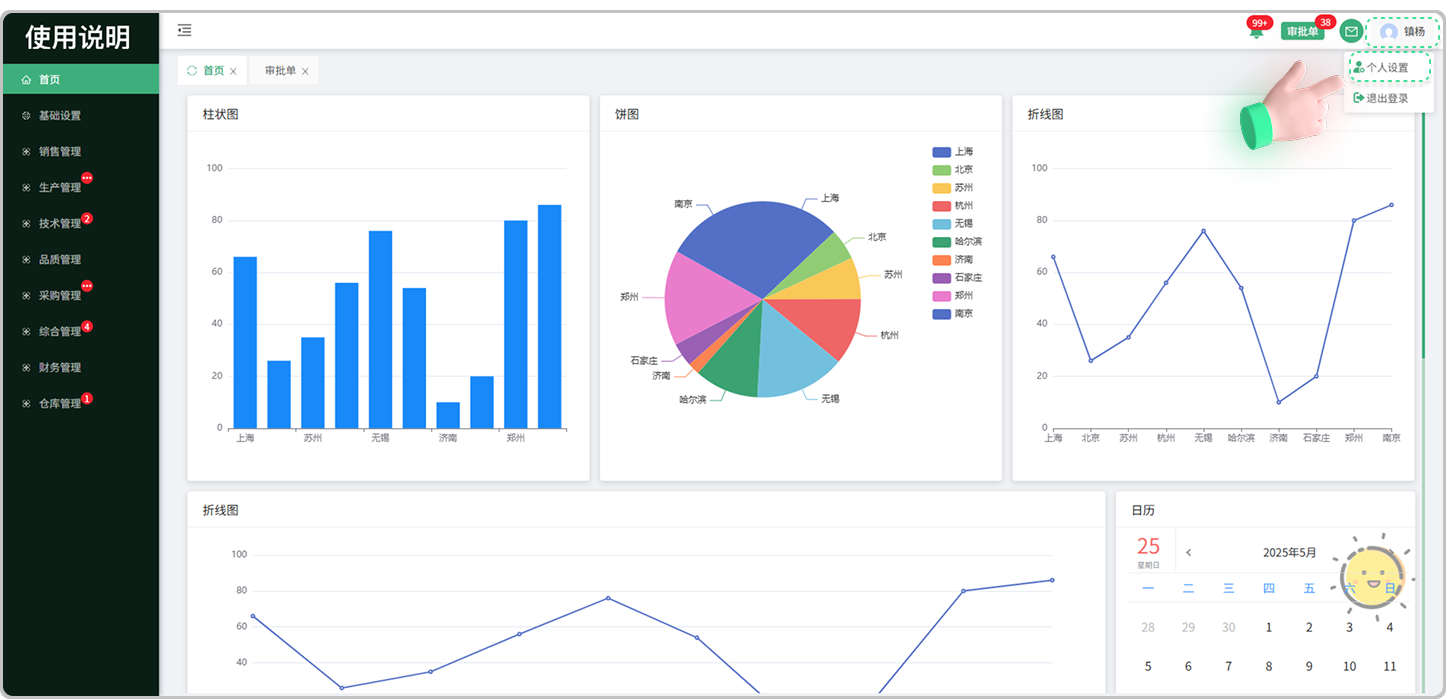 使用说明
首页
基础设置
销售管理
生产管理
技术管理 2
品质管理
采购管理
综合管理 4
财务管理
仓库管理 1
99+
审批单 38
镇杨
个人设置
退出登录
首页 ×
审批单 ×
柱状图
100
80
60
40
20
0
上海 苏州 无锡 济南 郑州
饼图
上海
北京
苏州
杭州
无锡
哈尔滨
济南
石家庄
郑州
南京
上海
北京
苏州
杭州
无锡
哈尔滨
济南
石家庄
郑州
南京
折线图
100
80
60
40
20
0
上海 北京 苏州 杭州 无锡 哈尔滨 济南 石家庄 郑州 南京
折线图
100
80
60
40
日历
25
星期日
2025年5月
一 二 三 四 五 六 日
28 29 30 1 2 3 4
5 6 7 8 9 10 11